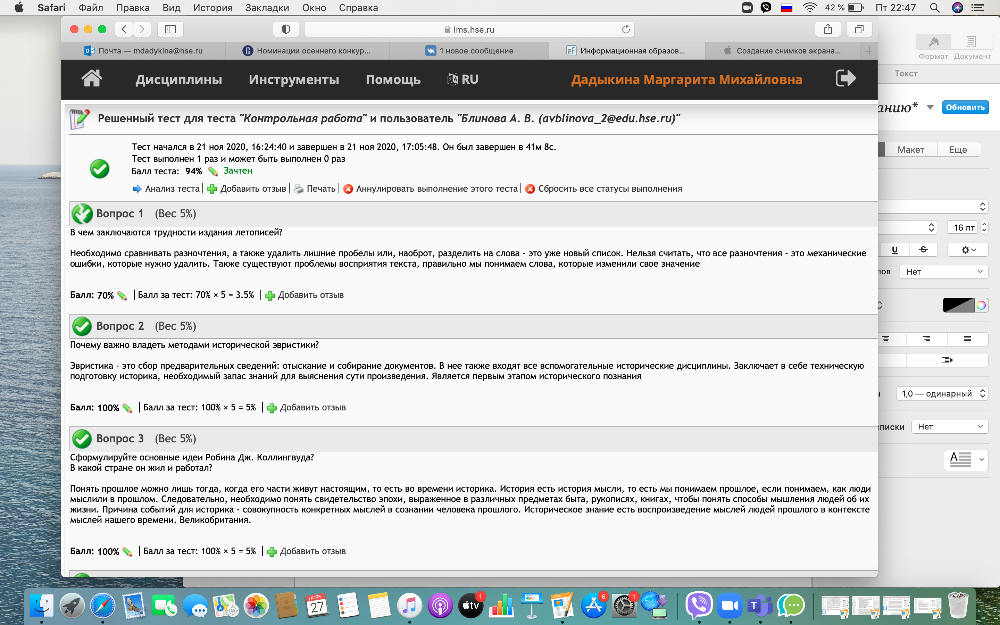 Safari Файл Правка Вид История Закладки Окно Справка 42 % Пт 22:47
lms.hse.ru
Почта — mdadykina@hse.ru Номинации осеннего конкур... 1 новое сообщение Информационная образов... Создание снимков экрана...
Формат Документ
Дисциплины Инструменты Помощь RU Дадыкина Маргарита Михайловна
Текст
Решенный тест для теста "Контрольная работа" и пользователь "Блинова А. В. (avblinova_2@edu.hse.ru)"
анию* Обновить
Тест начался в 21 ноя 2020, 16:24:40 и завершен в 21 ноя 2020, 17:05:48. Он был завершен в 41м 8с.
Тест выполнен 1 раз и может быть выполнен 0 раз
Балл теста: 94% Зачтен
Макет Еще
Анализ теста Добавить отзыв Печать Аннулировать выполнение этого теста Сбросить все статусы выполнения
Вопрос 1 (Вес 5%)
В чем заключаются трудности издания летописей?
16 пт
Необходимо сравнивать разночтения, а также удалить лишние пробелы или, наоброт, разделить на слова - это уже новый список. Нельзя считать, что все разночтения - это механические
ошибки, которые нужно удалить. Также существуют проблемы восприятия текста, правильно мы понимаем слова, которые изменили свое значение
U S
лов Нет
Балл: 70% Балл за тест: 70% × 5 = 3.5% Добавить отзыв
Вопрос 2 (Вес 5%)
Почему важно владеть методами исторической эвристики?
Эвристика - это сбор предварительных сведений: отыскание и собирание документов. В нее также входят все вспомогательные исторические дисциплины. Заключает в себе техническую
подготовку историка, необходимый запас знаний для выяснения сути произведения. Является первым этапом исторического познания
ы 1,0 — одинарный
Балл: 100% Балл за тест: 100% × 5 = 5% Добавить отзыв
Вопрос 3 (Вес 5%)
списки Нет
Сформулируйте основные идеи Робина Дж. Коллингвуда?
В какой стране он жил и работал?
A
Понять прошлое можно лишь тогда, когда его части живут настоящим, то есть во времени историка. История есть история мысли, то есть мы понимаем прошлое, если понимаем, как люди
мыслили в прошлом. Следовательно, необходимо понять свидетельство эпохи, выраженное в различных предметах быта, рукописях, книгах, чтобы понять способы мышления людей об их
жизни. Причина событий для историка - совокупность конкретных мыслей в сознании человека прошлого. Историческое знание есть воспроизведение мыслей людей прошлого в контексте
мыслей нашего времени. Великобритания.
Балл: 100% Балл за тест: 100% × 5 = 5% Добавить отзыв
НОЯБ. 27 3D tv 1 PAGES 6 1 T